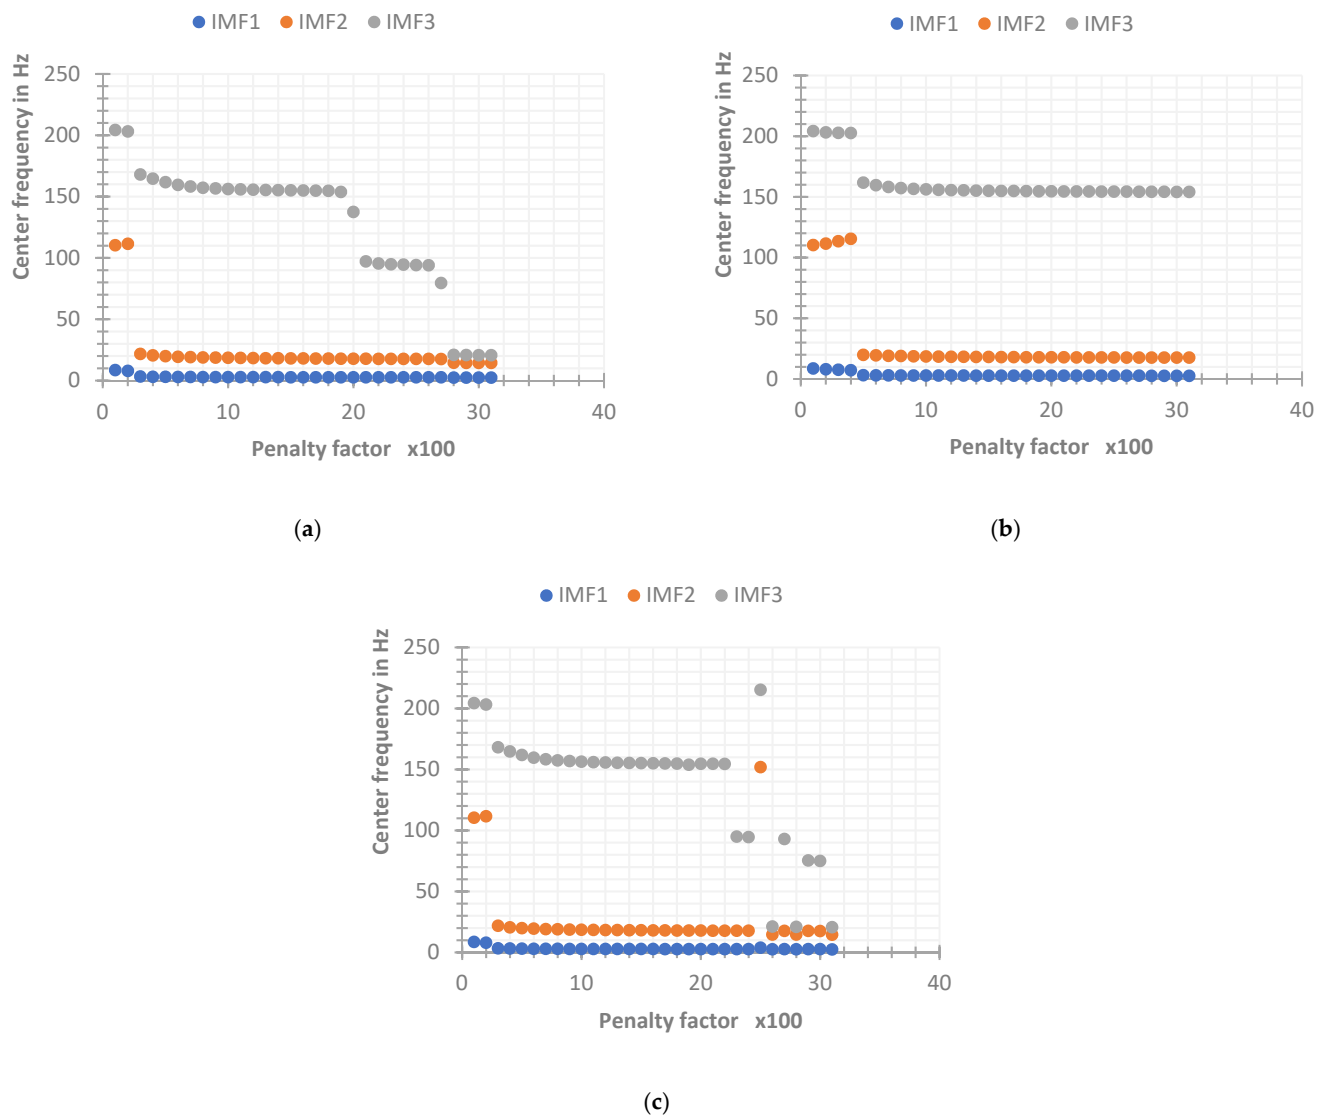 IMF1 IMF2 IMF3
Center frequency in Hz
250
200
150
100
50
0
0 10 20 30 40
Penalty factor x100
(a)
IMF1 IMF2 IMF3
Center frequency in Hz
250
200
150
100
50
0
0 10 20 30 40
Penalty factor x100
(b)
IMF1 IMF2 IMF3
Center frequency in Hz
250
200
150
100
50
0
0 10 20 30 40
Penalty factor x100
(c)